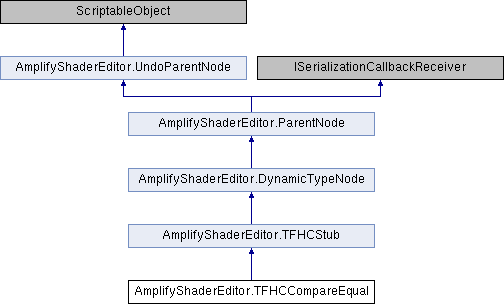 ScriptableObject
AmplifyShaderEditor.UndoParentNode
ISerializationCallbackReceiver
AmplifyShaderEditor.ParentNode
AmplifyShaderEditor.DynamicTypeNode
AmplifyShaderEditor.TFHCStub
AmplifyShaderEditor.TFHCCompareEqual